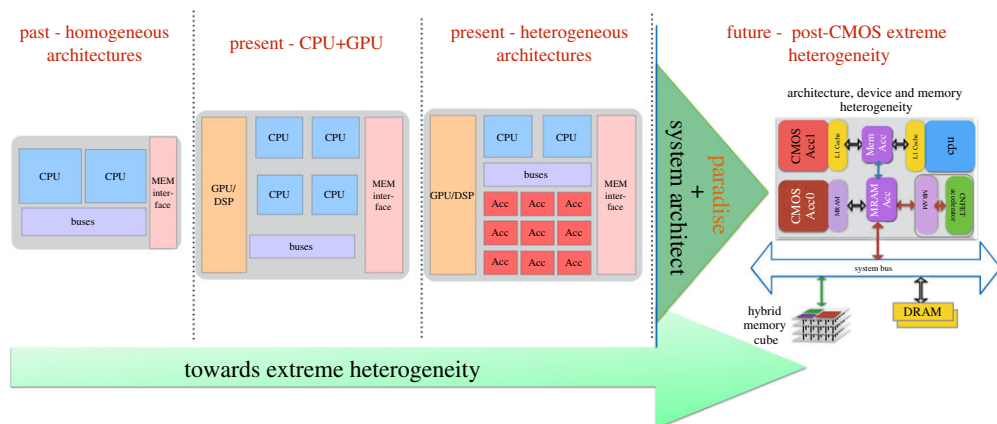 past - homogeneous
architectures
present - CPU+GPU
present - heterogeneous
architectures
future - post-CMOS extreme
heterogeneity
CPU
CPU
buses
MEM
inter-
face
GPU/
DSP
CPU
CPU
CPU
CPU
buses
MEM
inter-
face
GPU/DSP
CPU
CPU
buses
Acc
Acc
Acc
Acc
Acc
Acc
Acc
Acc
Acc
MEM
inter-
face
paradise
+
system architect
architecture, device and memory
heterogeneity
CMOS
Acc1
L1 Cache
Mem
Acc
L1 Cache
cpu
CMOS
Acc0
MRAM
MRAM
Acc
MRAM
CNFET
accelerator
system bus
hybrid
memory
cube
DRAM
towards extreme heterogeneity